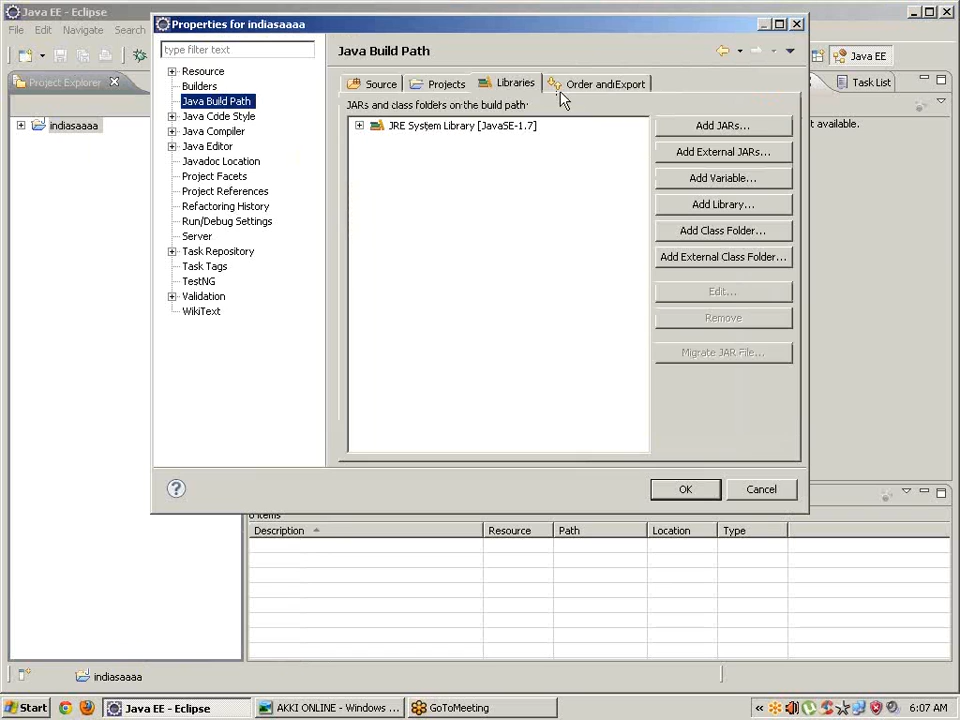 Java EE - Eclipse
File Edit Navigate Search
Java EE
Project Explorer
Task List
indiasaaaa
t available.
Properties for indiasaaaa
type filter text
Resource
Builders
Java Build Path
Java Code Style
Java Compiler
Java Editor
Javadoc Location
Project Facets
Project References
Refactoring History
Run/Debug Settings
Server
Task Repository
Task Tags
TestNG
Validation
WikiText
Java Build Path
Source Projects Libraries Order and Export
JARs and class folders on the build path:
JRE System Library [JavaSE-1.7]
Add JARs...
Add External JARs...
Add Variable...
Add Library...
Add Class Folder...
Add External Class Folder...
Edit...
Remove
Migrate JAR File...
OK Cancel
0 items
Description Resource Path Location Type
indiasaaaa
Start Java EE - Eclipse AKKI ONLINE - Windows ... GoToMeeting 6:07 AM